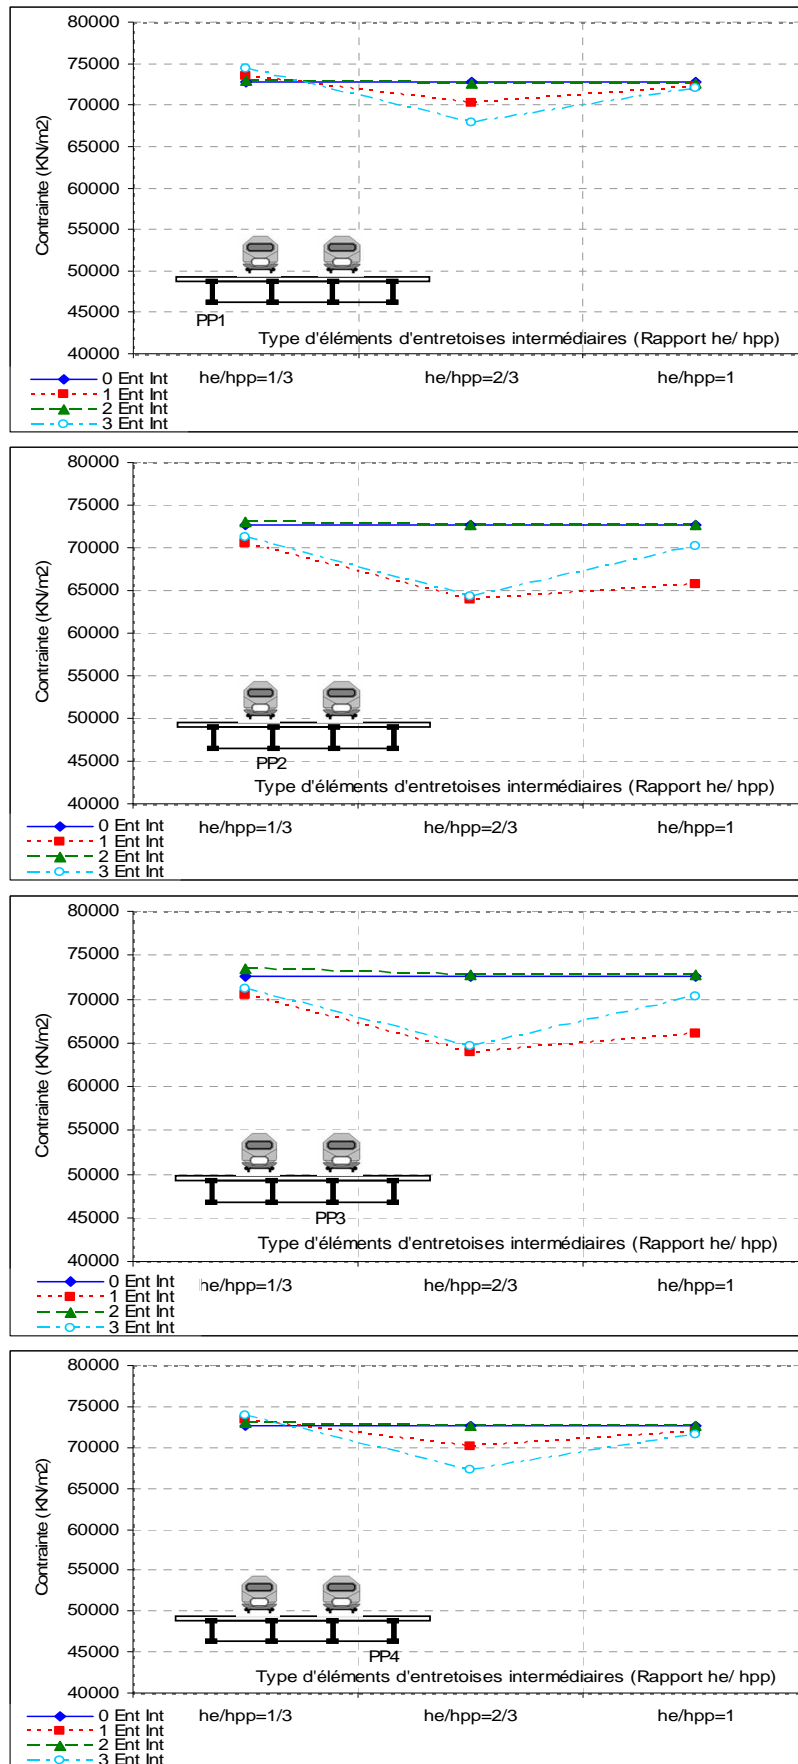 80000
75000
70000
65000
60000
55000
50000
45000
40000
Contrainte (KN/m2)
PP1
Type d'éléments d'entretoises intermédiaires (Rapport he/ hpp)
he/hpp=1/3 he/hpp=2/3 he/hpp=1
0 Ent Int
1 Ent Int
2 Ent Int
3 Ent Int
80000
75000
70000
65000
60000
55000
50000
45000
40000
Contrainte (KN/m2)
PP2
Type d'éléments d'entretoises intermédiaires (Rapport he/ hpp)
he/hpp=1/3 he/hpp=2/3 he/hpp=1
0 Ent Int
1 Ent Int
2 Ent Int
3 Ent Int
80000
75000
70000
65000
60000
55000
50000
45000
40000
Contrainte (KN/m2)
PP3
Type d'éléments d'entretoises intermédiaires (Rapport he/ hpp)
he/hpp=1/3 he/hpp=2/3 he/hpp=1
0 Ent Int
1 Ent Int
2 Ent Int
3 Ent Int
80000
75000
70000
65000
60000
55000
50000
45000
40000
Contrainte (KN/m2)
PP4
Type d'éléments d'entretoises intermédiaires (Rapport he/ hpp)
he/hpp=1/3 he/hpp=2/3 he/hpp=1
0 Ent Int
1 Ent Int
2 Ent Int
3 Ent Int